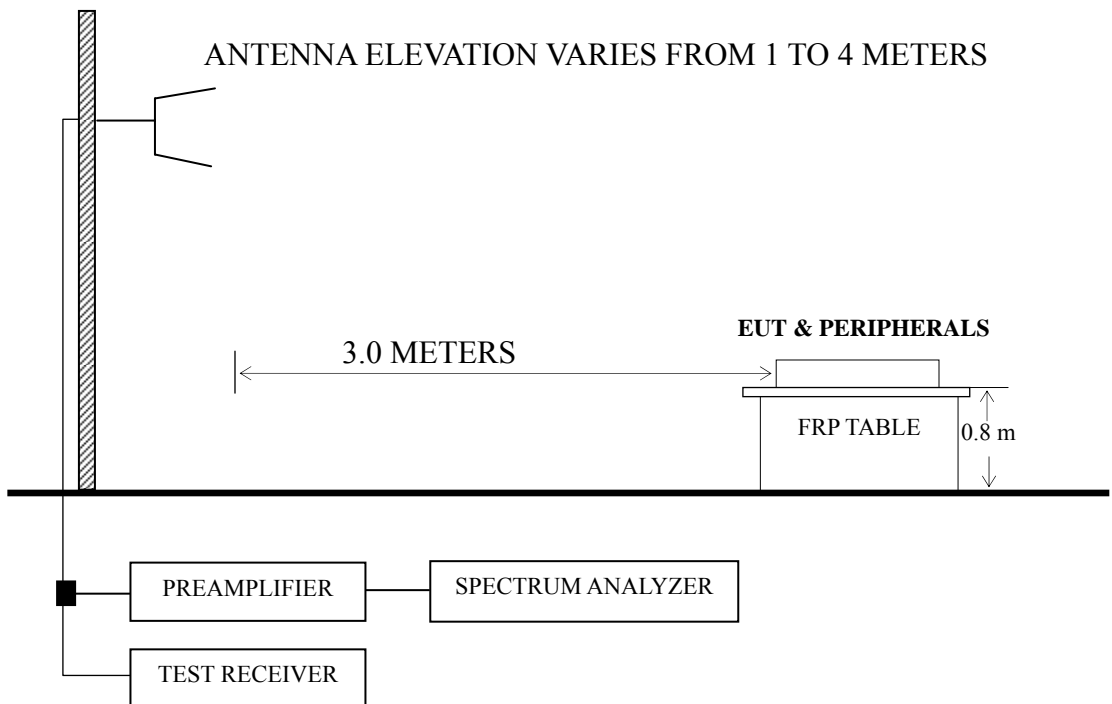 ANTENNA ELEVATION VARIES FROM 1 TO 4 METERS
EUT & PERIPHERALS
3.0 METERS
FRP TABLE
0.8 m
PREAMPLIFIER
SPECTRUM ANALYZER
TEST RECEIVER